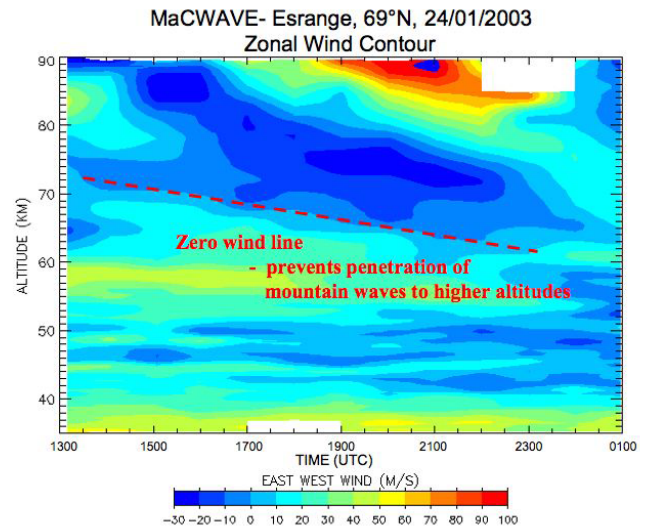 MaCWAVE- Esrange, 69°N, 24/01/2003
Zonal Wind Contour
90
80
70
60
50
40
ALTITUDE (KM)
Zero wind line
- prevents penetration of
mountain waves to higher altitudes
1300 1500 1700 1900 2100 2300 0100
TIME (UTC)
EAST WEST WIND (M/S)
-30 -20 -10 0 10 20 30 40 50 60 70 80 90 100